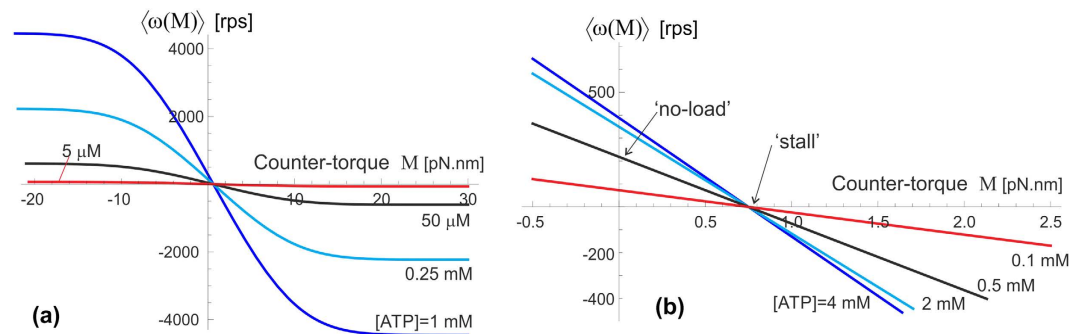 ⟨ω(M)⟩ [rps]
4000
2000
5 μM
Counter-torque M [pN.nm]
-20
-10
10
20
30
50 μM
-2000
0.25 mM
(a)
[ATP]=1 mM
-4000
⟨ω(M)⟩ [rps]
500
'no-load'
'stall'
Counter-torque M [pN.nm]
-0.5
0.5
1.0
1.5
2.0
2.5
-200
0.1 mM
0.5 mM
-400
(b)
[ATP]=4 mM
2 mM